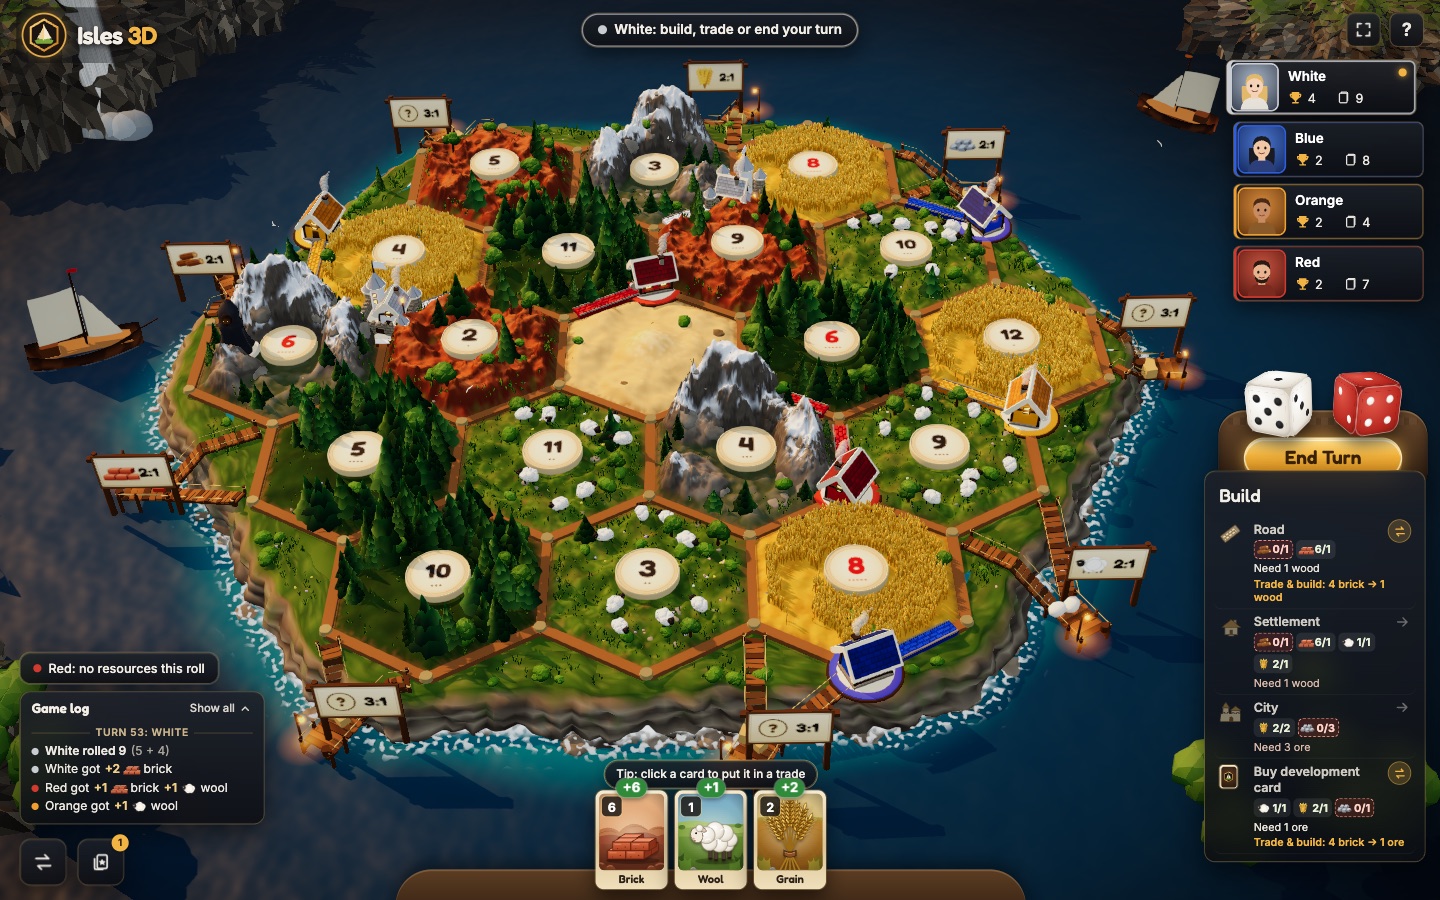 Isles 3D
White: build, trade or end your turn
?
White
4 9
Blue
2 8
Orange
2 4
Red
2 7
2:1
? 3:1
2:1
2:1
? 3:1
2:1
2:1
? 3:1
? 3:1
5
3
8
4
11
9
10
6
2
6
12
5
11
4
9
10
3
8
End Turn
Build
Road
0/1 6/1
Need 1 wood
Trade & build: 4 brick → 1
wood
Settlement
0/1 6/1 1/1
2/1
Need 1 wood
City
2/2 0/3
Need 3 ore
Buy development
card
1/1 2/1 0/1
Need 1 ore
Trade & build: 4 brick → 1 ore
Red: no resources this roll
Game log Show all
TURN 53: WHITE
White rolled 9 (5 + 4)
White got +2 brick
Red got +1 brick +1 wool
Orange got +1 wool
1
Tip: click a card to put it in a trade
+6 +1 +2
6 1 2
Brick Wool Grain